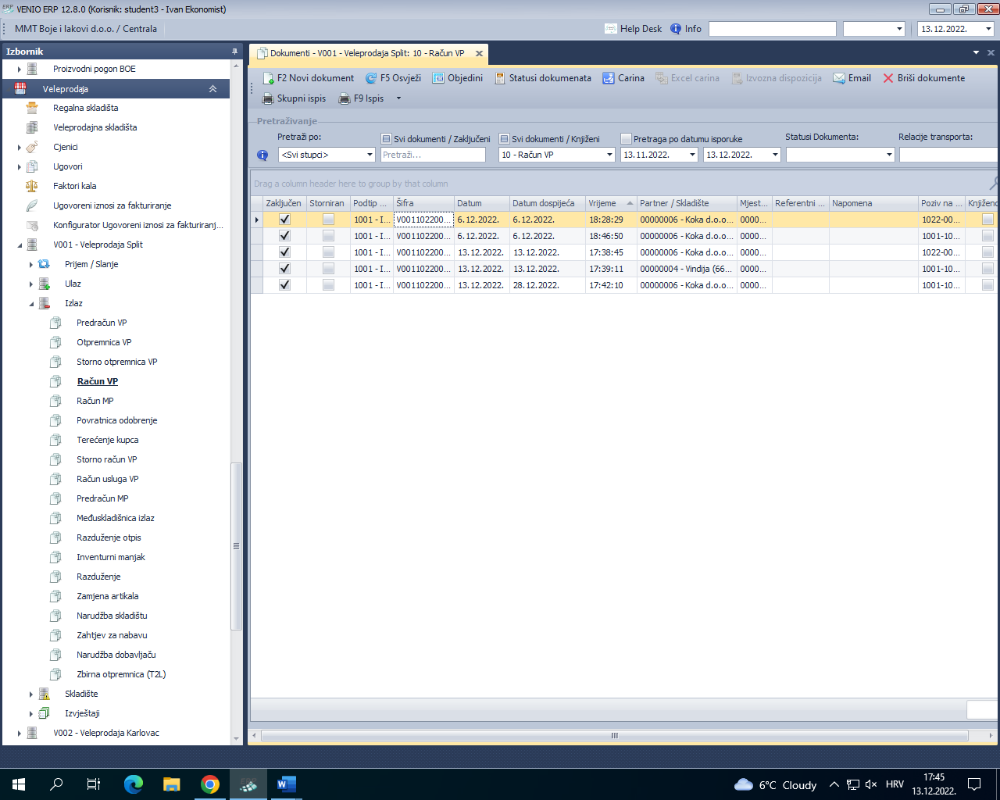 VENIO ERP 12.8.0 (Korisnik: student3 - Ivan Ekonomist)
MMT Boje i lakovi d.o.o. / Centrala
Help Desk
Info
13.12.2022.
Izbornik
Proizvodni pogon BOE
Veleprodaja
Regalna skladišta
Veleprodajna skladišta
Cjenici
Ugovori
Faktori kala
Ugovoreni iznosi za fakturiranje
Konfigurator Ugovoreni iznosi za fakturiranj...
V001 - Veleprodaja Split
Prijem / Slanje
Ulaz
Izlaz
Predračun VP
Otpremnica VP
Storno otpremnica VP
Račun VP
Račun MP
Povratnica odobrenje
Terećenje kupca
Storno račun VP
Račun usluga VP
Predračun MP
Međuskladišnica izlaz
Razduženje otpis
Inventurni manjak
Razduženje
Zamjena artikala
Narudžba skladištu
Zahtjev za nabavu
Narudžba dobavljaču
Zbirna otpremnica (T2L)
Skladište
Izvještaji
V002 - Veleprodaja Karlovac
Dokumenti - V001 - Veleprodaja Split: 10 - Račun VP
F2 Novi dokument F5 Osvježi Objedini Statusi dokumenata Carina Excel carina Izvozna dispozicija Email Briši dokumente
Skupni ispis F9 Ispis
Pretraživanje
Pretraži po: Svi dokumenti / Zaključeni Svi dokumenti / Knjiženi Pretraga po datumu isporuke Statusi Dokumenta: Relacije transporta:
<Svi stupci> Pretraži... 10 - Račun VP 13.11.2022. 13.12.2022.
Drag a column header here to group by that column
Zaključen Storniran Podtip ... Šifra Datum Datum dospijeća Vrijeme Partner / Skladište Mjest... Referentni ... Napomena Poziv na ... Knjiženo
1001 - I... V001102200... 6.12.2022. 6.12.2022. 18:28:29 00000006 - Koka d.o.o... 0000... 1022-00...
1001 - I... V001102200... 6.12.2022. 6.12.2022. 18:46:50 00000006 - Koka d.o.o... 0000... 1001-10...
1001 - I... V001102200... 13.12.2022. 13.12.2022. 17:38:45 00000006 - Koka d.o.o... 0000... 1022-00...
1001 - I... V001102200... 13.12.2022. 13.12.2022. 17:39:11 00000004 - Vindija (66... 0000... 1001-10...
1001 - I... V001102200... 13.12.2022. 28.12.2022. 17:42:10 00000006 - Koka d.o.o... 0000... 1001-10...
6°C Cloudy
HRV
17:45
13.12.2022.